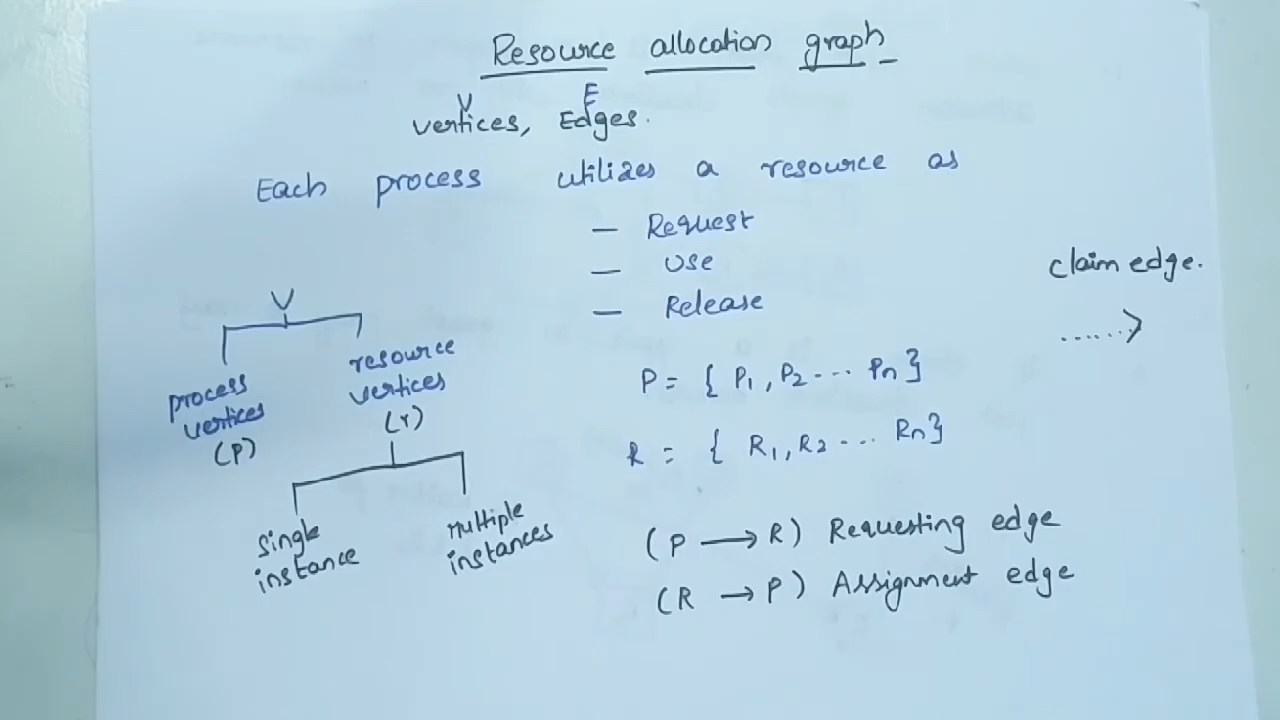 Resource allocation graph
V E
vertices, Edges.
Each process utilizes a resource as
— Request
— Use
— Release
claim edge.
......>
V
process vertices (P)
resource vertices (r)
single instance
multiple instances
P = { P1, P2 --- Pn }
R = { R1, R2 --- Rn }
( P → R ) Requesting edge
( R → P ) Assignment edge